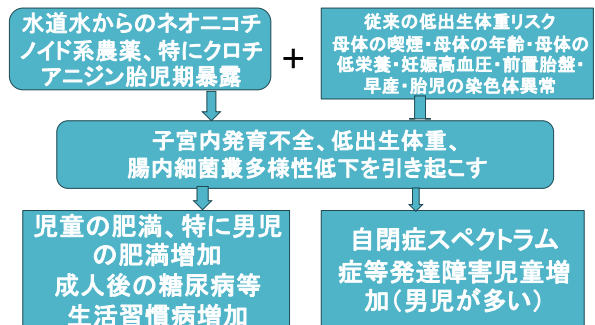 水道水からのネオニコチ
ノイド系農薬、特にクロチ
アニジン胎児期暴露
+
従来の低出生体重リスク
母体の喫煙・母体の年齢・母体の
低栄養・妊娠高血圧・前置胎盤・
早産・胎児の染色体異常
子宮内発育不全、低出生体重、
腸内細菌叢多様性低下を引き起こす
児童の肥満、特に男児
の肥満増加
成人後の糖尿病等
生活習慣病増加
自閉症スペクトラム
症等発達障害児童増
加（男児が多い）